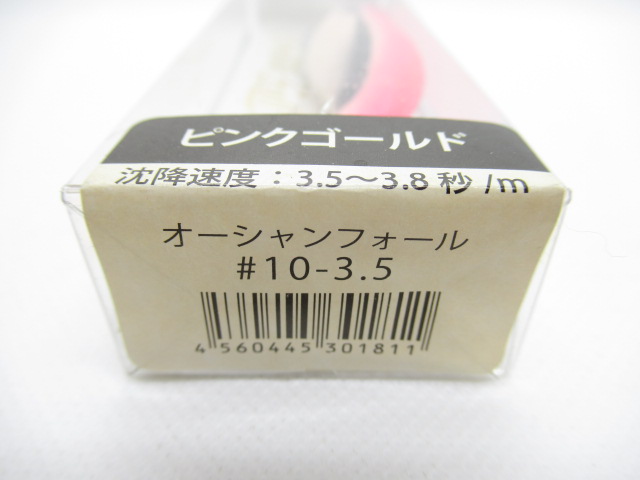 ピンクゴールド
沈降速度：3.5～3.8秒/m
オーシャンフォール
#10-3.5
4 560445 301811